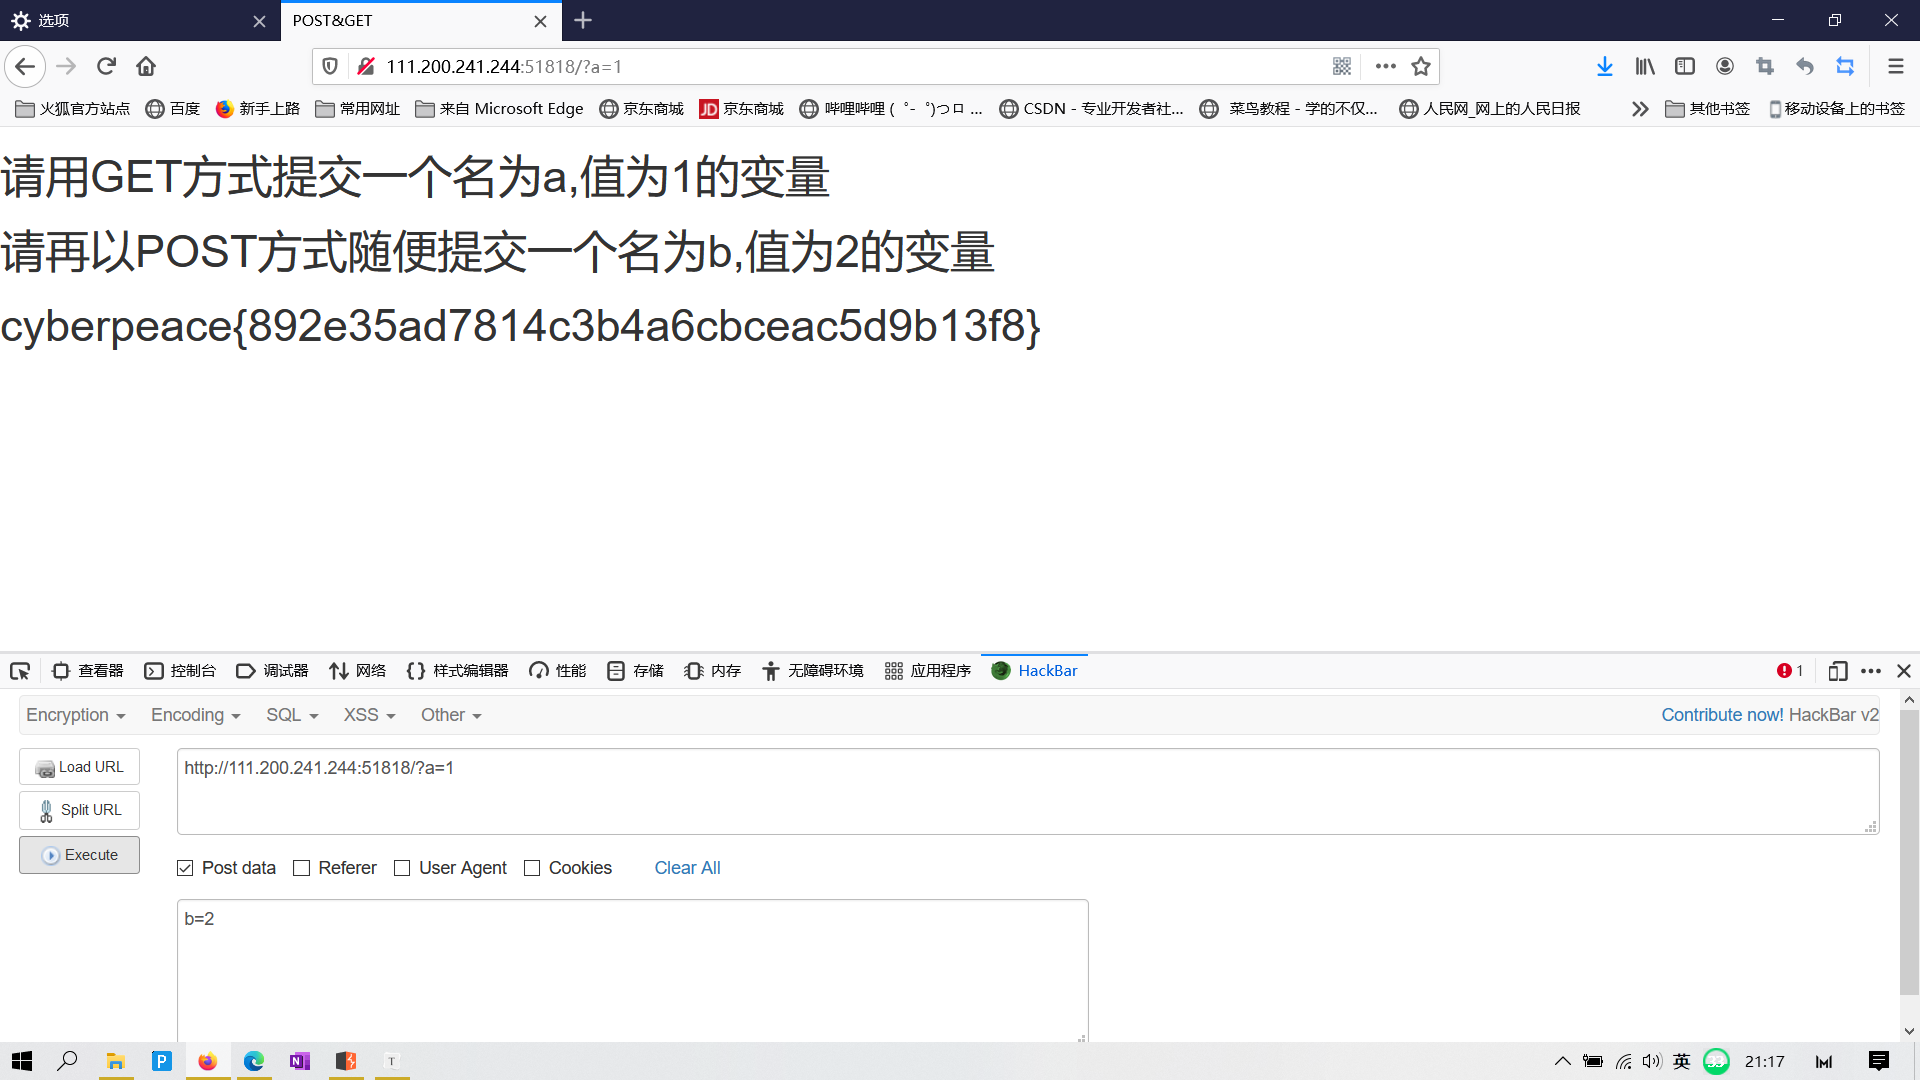 选项
POST&GET
111.200.241.244:51818/?a=1
火狐官方站点 百度 新手上路 常用网址 来自 Microsoft Edge 京东商城 JD 京东商城 哔哩哔哩 ( ゜- ゜)つロ ... CSDN - 专业开发者社... 菜鸟教程 - 学的不仅... 人民网_网上的人民日报 其他书签 移动设备上的书签
请用GET方式提交一个名为a,值为1的变量
请再以POST方式随便提交一个名为b,值为2的变量
cyberpeace{892e35ad7814c3b4a6cbceac5d9b13f8}
查看器 控制台 调试器 网络 样式编辑器 性能 存储 内存 无障碍环境 应用程序 HackBar 1
Encryption Encoding SQL XSS Other Contribute now! HackBar v2
Load URL
http://111.200.241.244:51818/?a=1
Split URL
Execute
Post data Referer User Agent Cookies Clear All
b=2
P N T 英 33 21:17